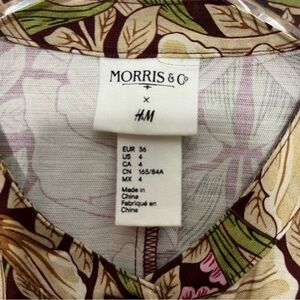 MORRIS & Co
×
H&M
EUR 36
US 4
CA 4
CN 165/84A
MX 4
Made in
China
Fabriqué en
Chine